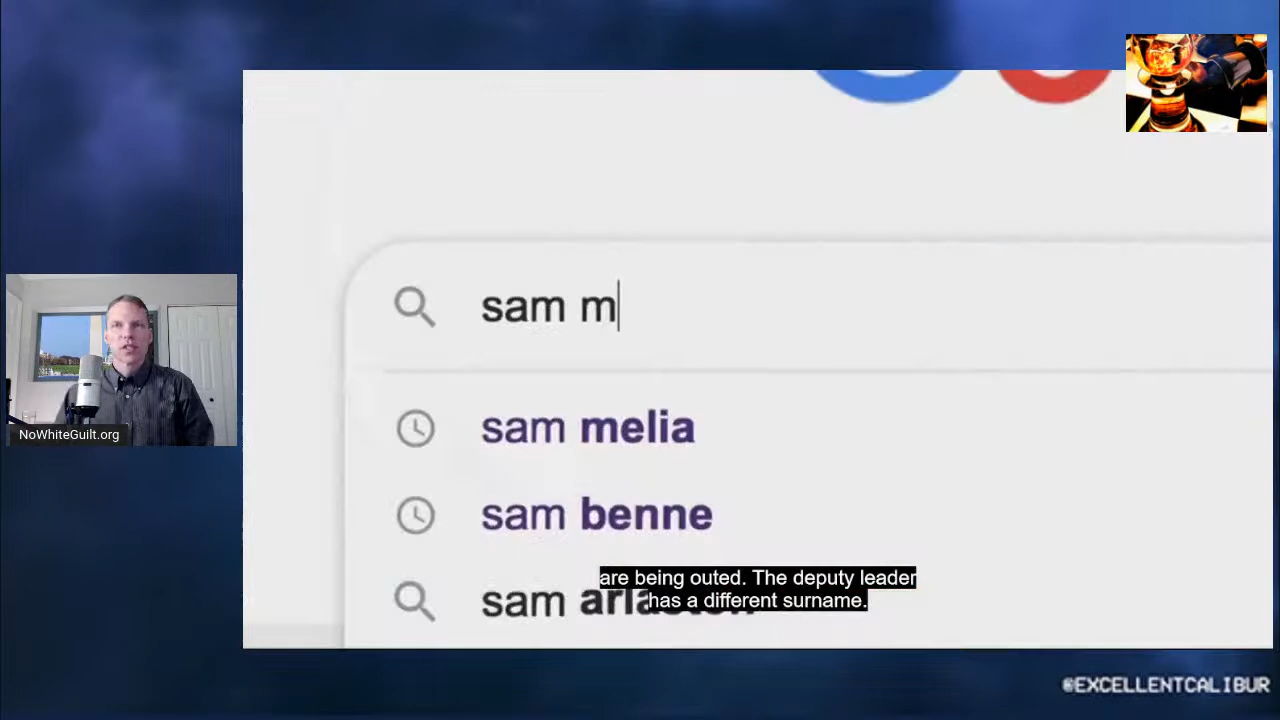 sam m
sam melia
sam benne
are being outed. The deputy leader
has a different surname.
NoWhiteGuilt.org
@EXCELLENTCALIBUR